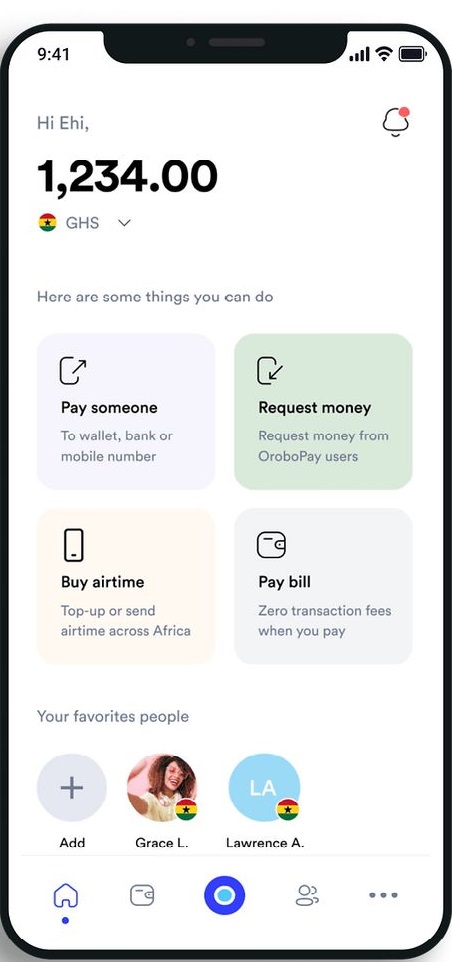 9:41
Hi Ehi,
1,234.00
GHS
Here are some things you can do
Pay someone
To wallet, bank or
mobile number
Request money
Request money from
OroboPay users
Buy airtime
Top-up or send
airtime across Africa
Pay bill
Zero transaction fees
when you pay
Your favorites people
LA
Add
Grace L.
Lawrence A.